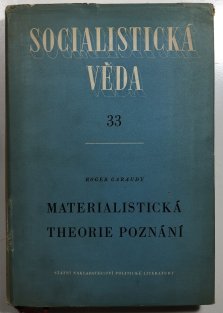 SOCIALISTICKÁ
VĚDA
33
ROGER GARAUDY
MATERIALISTICKÁ
THEORIE POZNÁNÍ
STÁTNÍ NAKLADATELSTVÍ POLITICKÉ LITERATURY